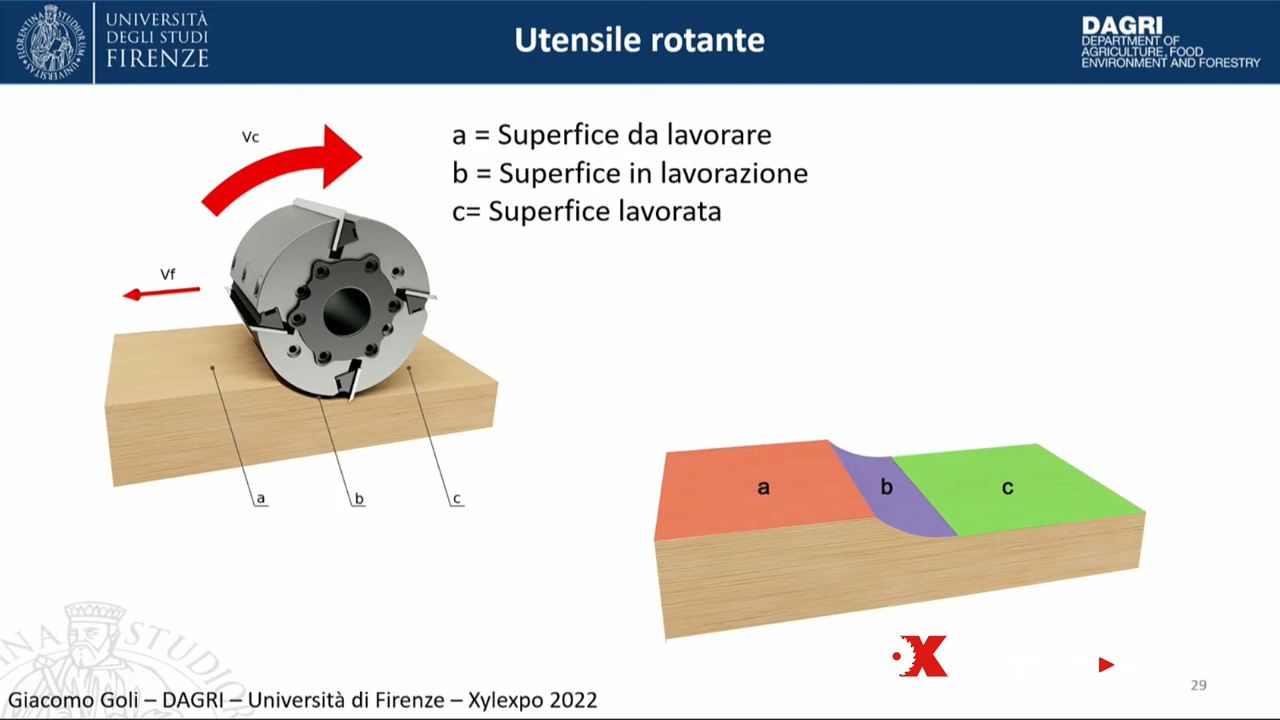 UNIVERSITÀ
DEGLI STUDI
FIRENZE
Utensile rotante
DAGRI
DEPARTMENT OF
AGRICULTURE, FOOD
ENVIRONMENT AND FORESTRY
Vc
a = Superfice da lavorare
b = Superfice in lavorazione
c= Superfice lavorata
Vf
a
b
c
a
b
c
X
29
Giacomo Goli – DAGRI – Università di Firenze – Xylexpo 2022